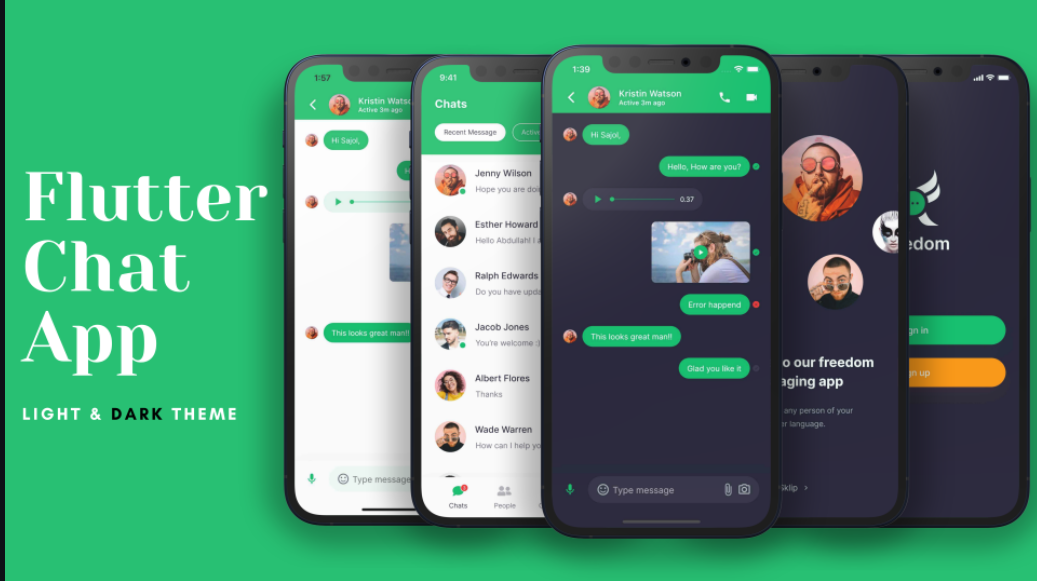 Flutter
Chat
App
LIGHT & DARK THEME
1:57
Kristin Watso
Active 3m ago
Hi Sajol,
This looks great man!!
Type message
9:41
Chats
Recent Message
Active
Jenny Wilson
Hope you are doi
Esther Howard
Hello Abdullah! I
Ralph Edwards
Do you have upda
Jacob Jones
You're welcome :)
Albert Flores
Thanks
Wade Warren
How can I help yo
Chats
People
1:39
Kristin Watson
Active 3m ago
Hi Sajol,
Hello, How are you?
0.37
Error happend
This looks great man!!
Glad you like it
Type message
o our freedom
aging app
any person of your
r language.
Skip
edom
gn in
gn up